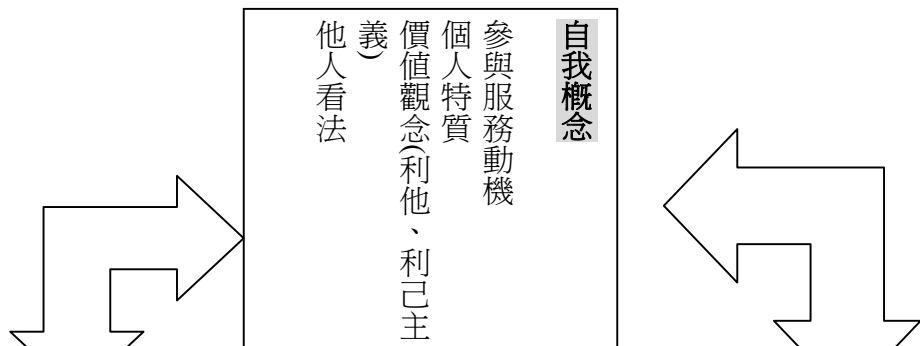 自我概念
參與服務動機
個人特質
價值觀念(利他、利己主
義)
他人看法